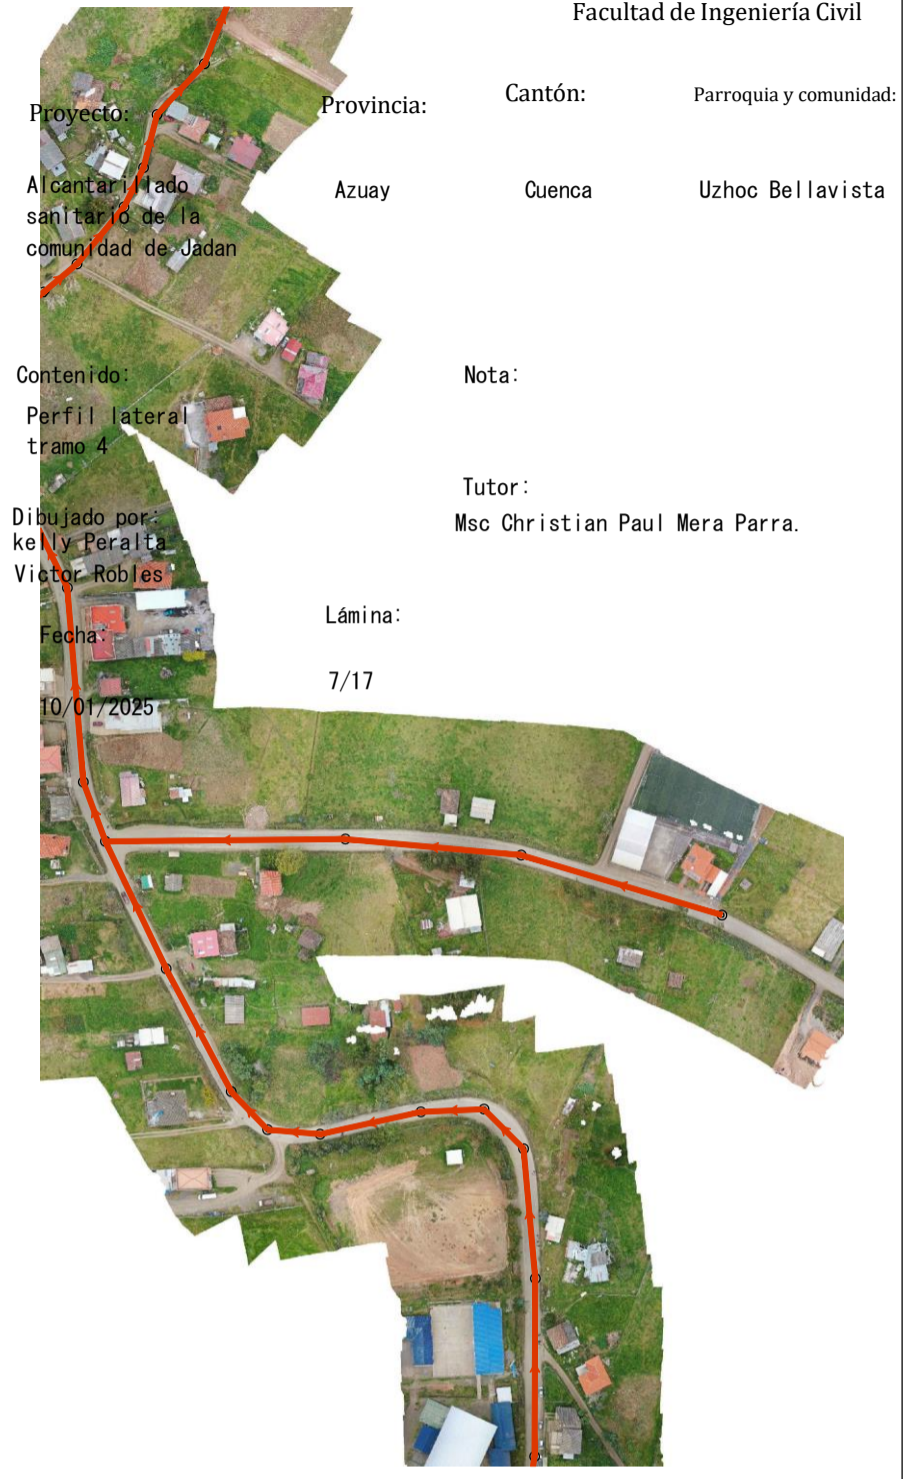 Facultad de Ingeniería Civil
Proyecto:
Provincia:
Cantón:
Parroquia y comunidad:
Alcantarillado
sanitario de la
comunidad de Jadan
Azuay
Cuenca
Uzhoc Bellavista
Contenido:
Nota:
Perfil lateral
tramo 4
Tutor:
Msc Christian Paul Mera Parra.
Dibujado por:
kelly Peralta
Victor Robles
Fecha:
Lámina:
10/01/2025
7/17